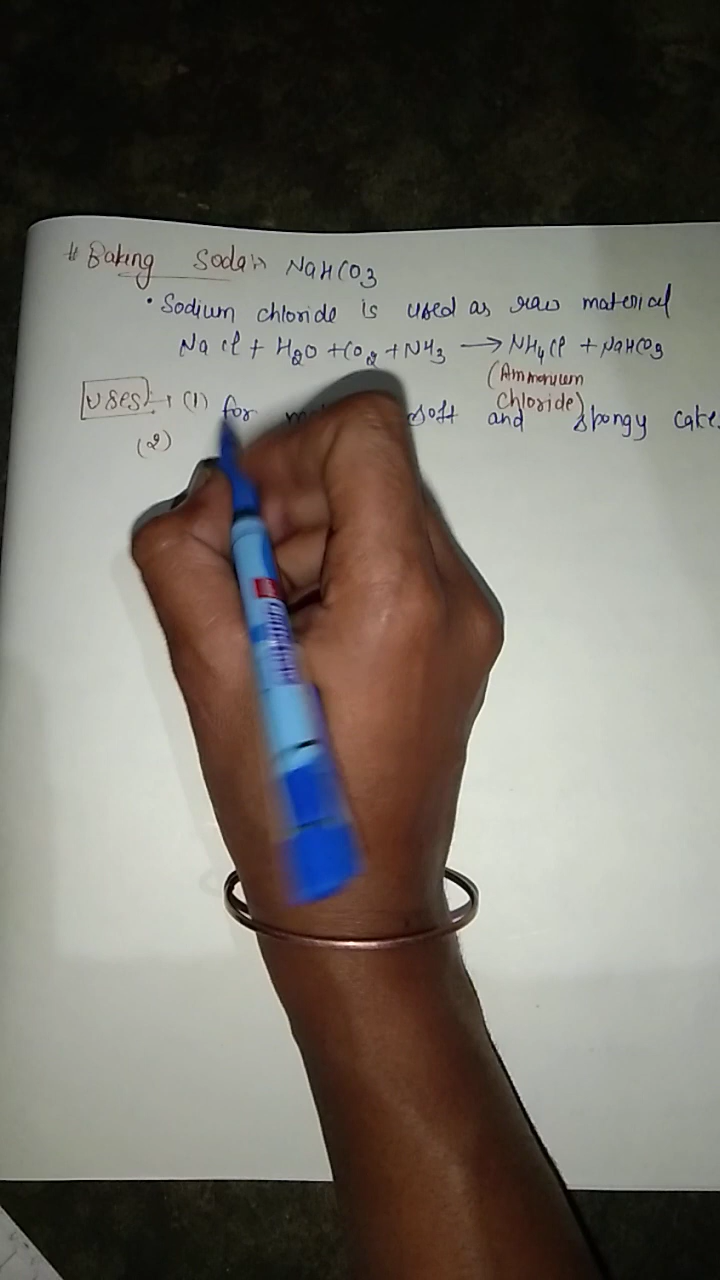 # Baking Soda:- NaHCO3
• Sodium chloride is used as raw material
NaCl + H2O + CO2 + NH3 → NH4Cl + NaHCO3
(Ammonium
Chloride)
Uses:→ (1) for soft and spongy cake.
(2)